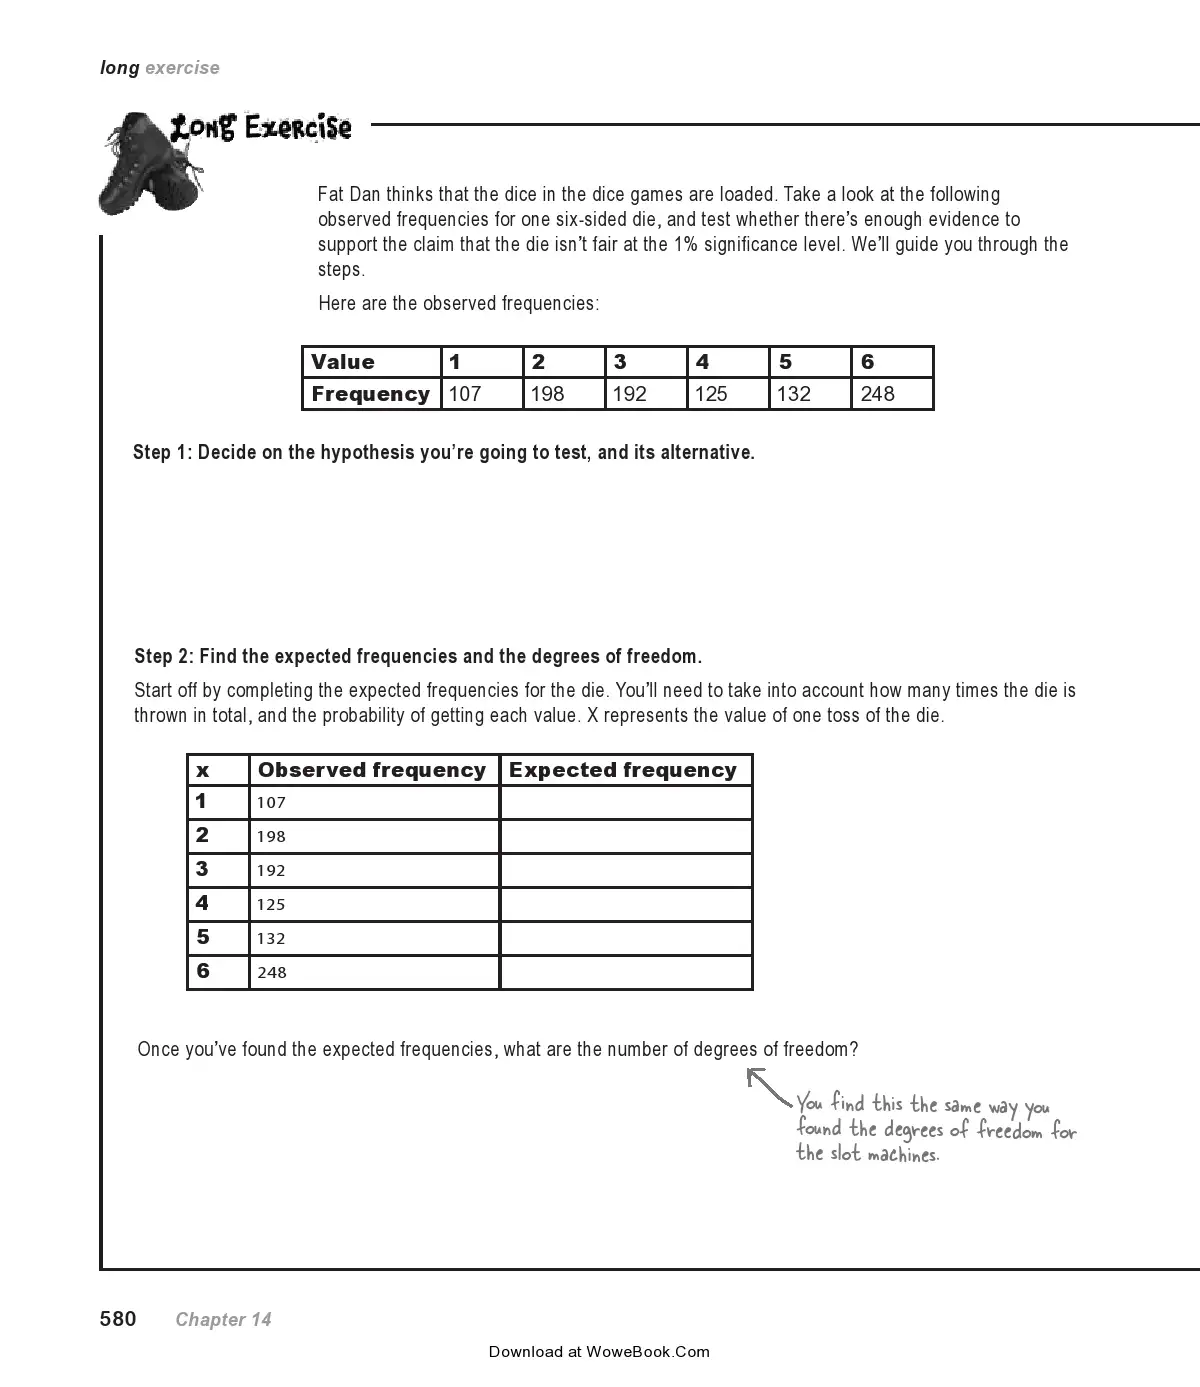 long exercise
Long Exercise
Fat Dan thinks that the dice in the dice games are loaded. Take a look at the following
observed frequencies for one six-sided die, and test whether there’s enough evidence to
support the claim that the die isn’t fair at the 1% significance level. We’ll guide you through the
steps.
Here are the observed frequencies:
Value 1 2 3 4 5 6
Frequency 107 198 192 125 132 248
Step 1: Decide on the hypothesis you’re going to test, and its alternative.
Step 2: Find the expected frequencies and the degrees of freedom.
Start off by completing the expected frequencies for the die. You’ll need to take into account how many times the die is
thrown in total, and the probability of getting each value. X represents the value of one toss of the die.
x Observed frequency Expected frequency
1 107
2 198
3 192
4 125
5 132
6 248
Once you’ve found the expected frequencies, what are the number of degrees of freedom?
You find this the same way you
found the degrees of freedom for
the slot machines.
580 Chapter 14
Download at WoweBook.Com